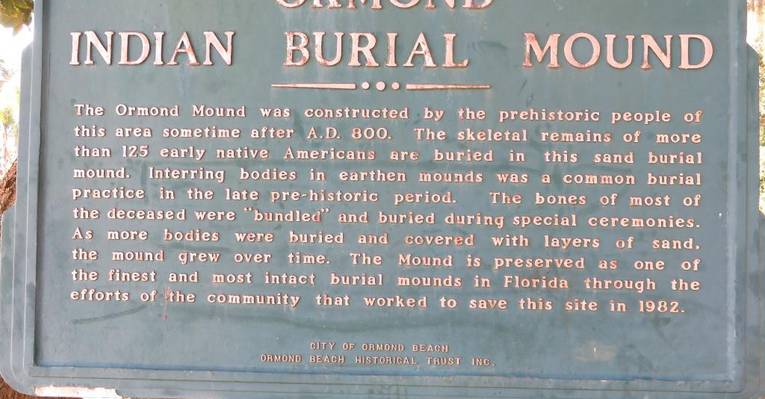 ORMOND
INDIAN BURIAL MOUND
The Ormond Mound was constructed by the prehistoric people of
this area sometime after A.D. 800. The skeletal remains of more
than 125 early native Americans are buried in this sand burial
mound. Interring bodies in earthen mounds was a common burial
practice in the late pre-historic period. The bones of most of
the deceased were "bundled" and buried during special ceremonies.
As more bodies were buried and covered with layers of sand,
the mound grew over time. The Mound is preserved as one of
the finest and most intact burial mounds in Florida through the
efforts of the community that worked to save this site in 1982.
CITY OF ORMOND BEACH
ORMOND BEACH HISTORICAL TRUST INC.